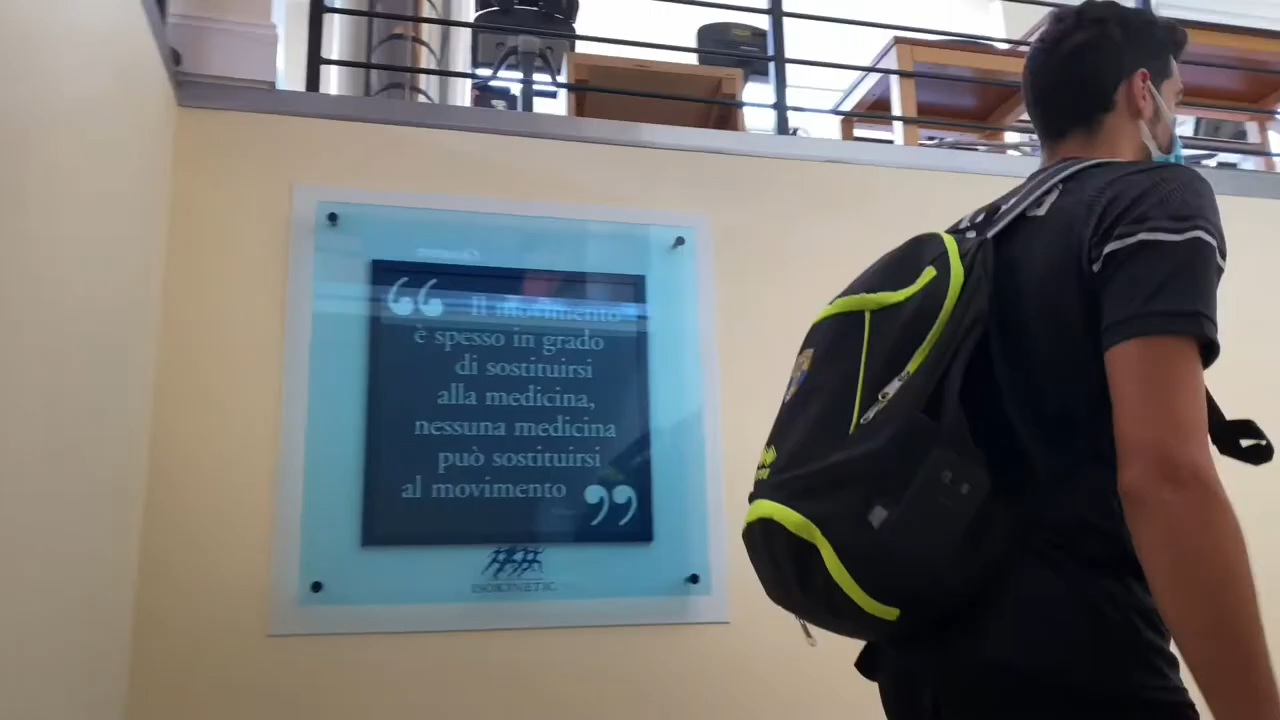 “ Il movimento
è spesso in grado
di sostituirsi
alla medicina,
nessuna medicina
può sostituirsi
al movimento ”
ISOKINETIC